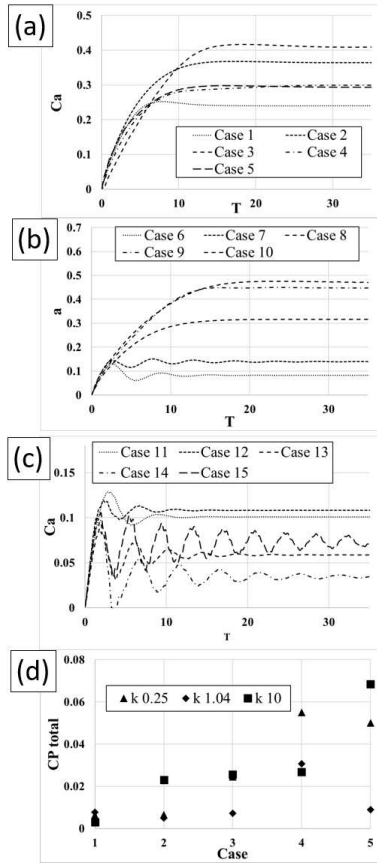 (a)
0.5
0.4
0.3
0.2
0.1
0
Ca
Case 1 Case 2
Case 3 Case 4
Case 5
0 10 20 30
T
(b)
0.7
0.6
0.5
0.4
0.3
0.2
0.1
0
a
Case 6 Case 7 Case 8
Case 9 Case 10
0 10 20 30
T
(c)
Case 11 Case 12 Case 13
Case 14 Case 15
0.15
0.1
0.05
0
Ca
0 10 20 30
T
(d)
0.08
0.06
0.04
0.02
0
CP total
k 0.25 k 1.04 k 10
1 2 3 4 5
Case